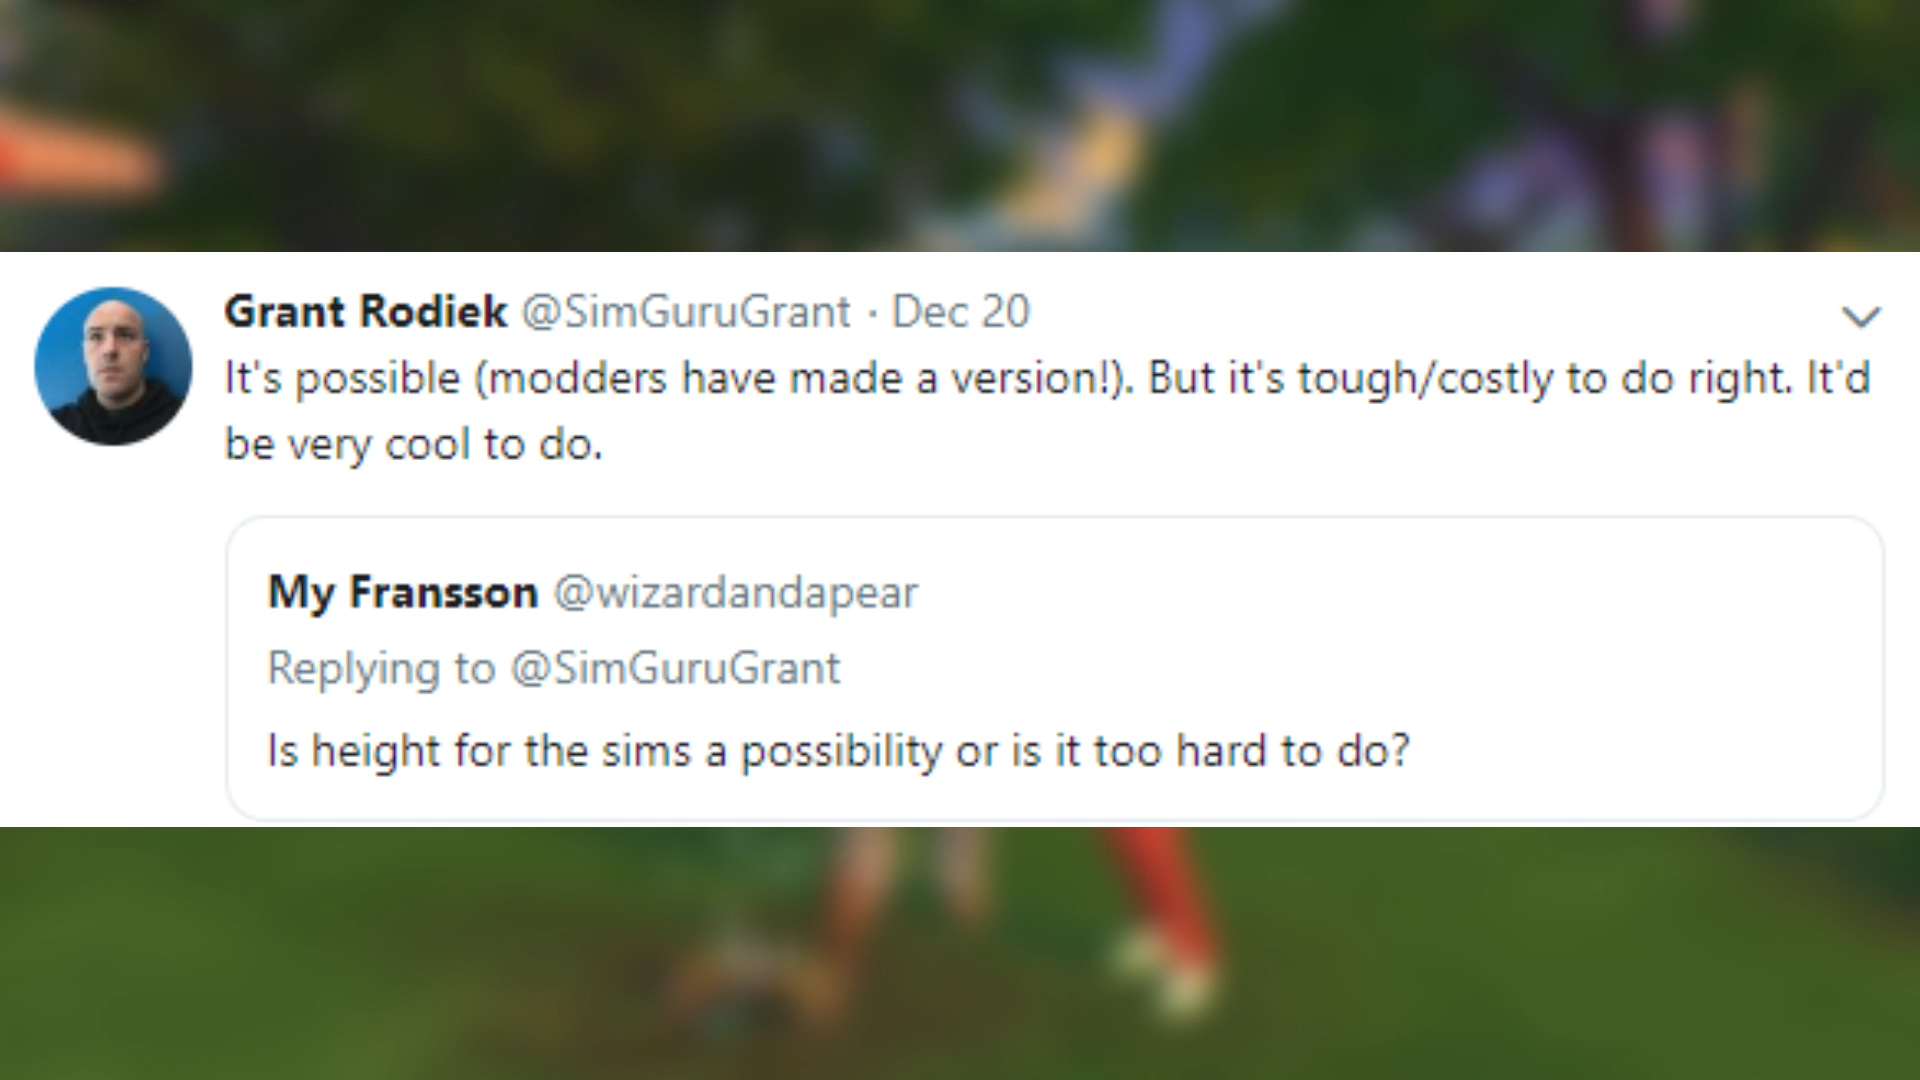 Grant Rodiek @SimGuruGrant · Dec 20
It's possible (modders have made a version!). But it's tough/costly to do right. It'd
be very cool to do.
My Fransson @wizardandapear
Replying to @SimGuruGrant
Is height for the sims a possibility or is it too hard to do?